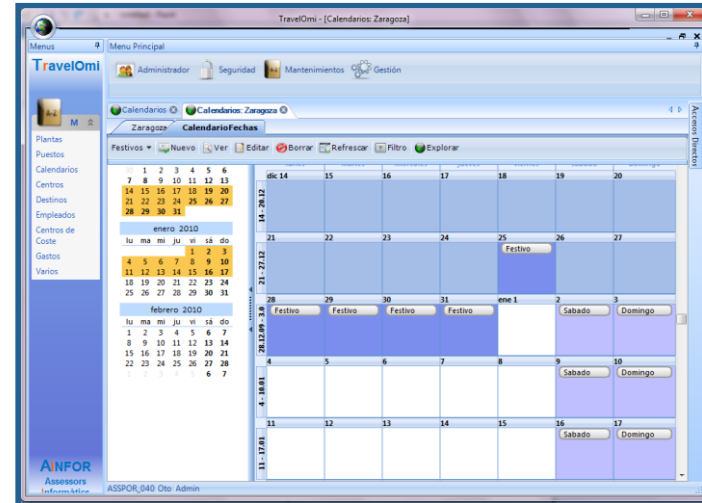 TravelOmi - [Calendarios: Zaragoza]
Menus
Menu Principal
TravelOmi
Administrador Seguridad Mantenimientos Gestión
M
Plantas
Puestos
Calendarios
Centros
Destinos
Empleados
Centros de
Coste
Gastos
Varios
AINFOR
Assessors
Informàtics
Accesos Directos
Calendarios Calendarios: Zaragoza
Zaragoza CalendarioFechas
Festivos Nuevo Ver Editar Borrar Refrescar Filtro Explorar
1 2 3 4 5 6
7 8 9 10 11 12 13
14 15 16 17 18 19 20
21 22 23 24 25 26 27
28 29 30 31
enero 2010
lu ma mi ju vi sá do
1 2 3
4 5 6 7 8 9 10
11 12 13 14 15 16 17
18 19 20 21 22 23 24
25 26 27 28 29 30 31
febrero 2010
lu ma mi ju vi sá do
1 2 3 4 5 6 7
8 9 10 11 12 13 14
15 16 17 18 19 20 21
22 23 24 25 26 27 28
1 2 3 4 5 6 7
14 - 20.12
dic 14 15 16 17 18 19 20
21 - 27.12
21 22 23 24 25 26 27
Festivo
28.12.09 - 3.0
28 29 30 31 ene 1 2 3
Festivo Festivo Festivo Festivo Sabado Domingo
4 - 10.01
4 5 6 7 8 9 10
Sabado Domingo
11 - 17.01
11 12 13 14 15 16 17
Sabado Domingo
ASSPOR_040 Oto Admin